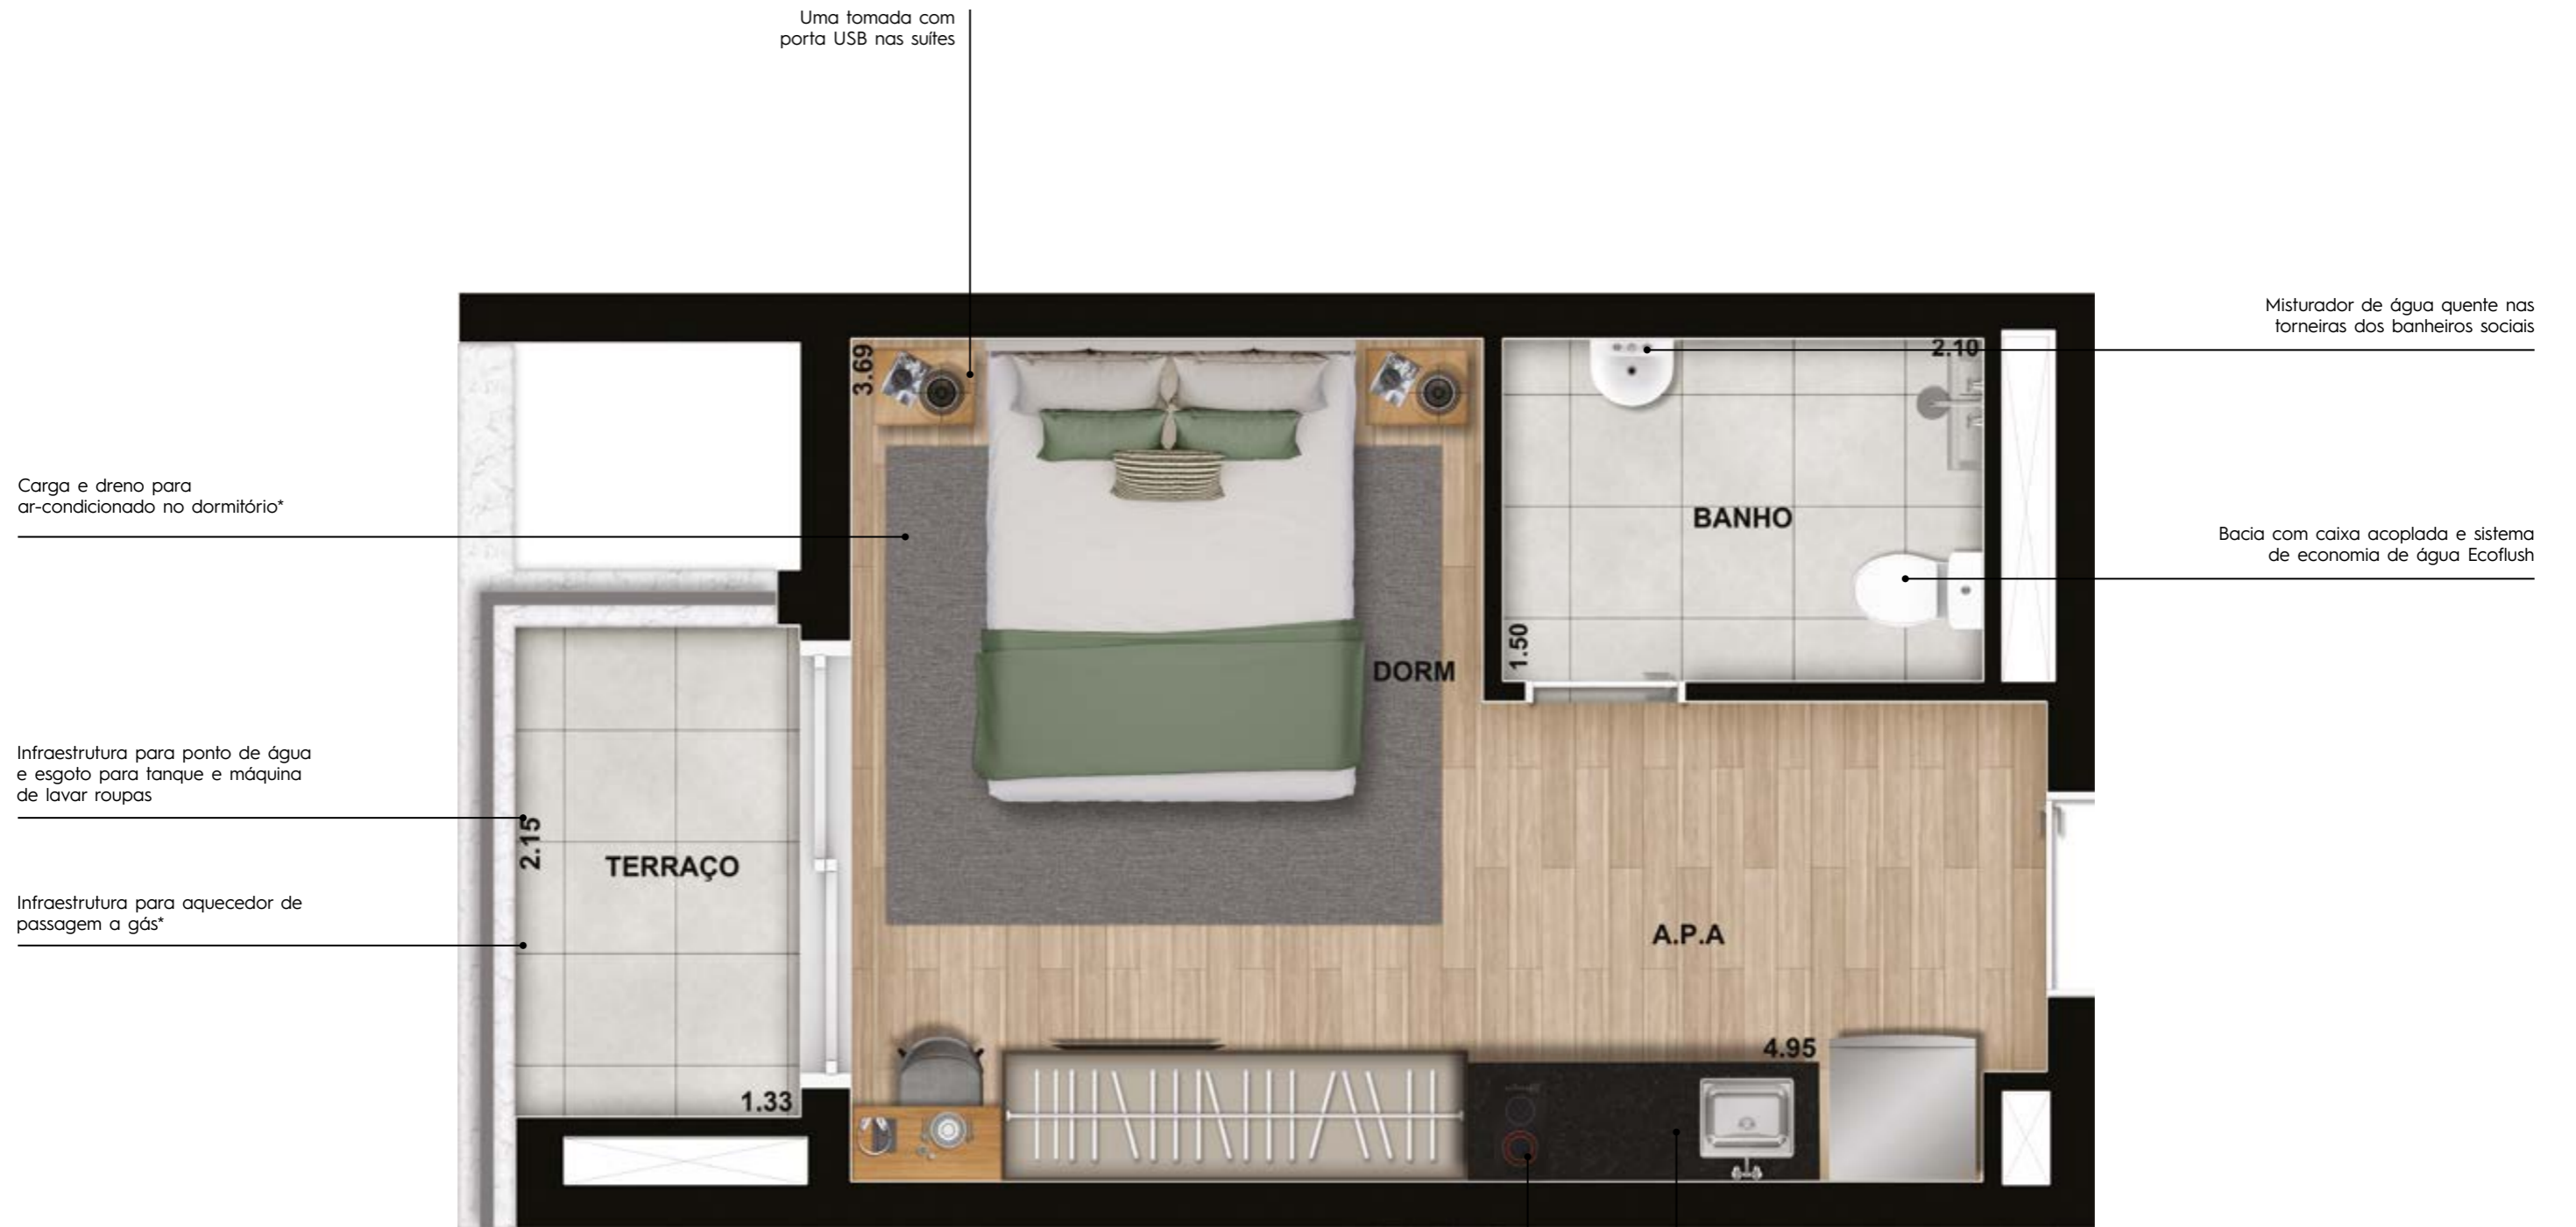 Uma tomada com
porta USB nas suítes
Misturador de água quente nas
torneiras dos banheiros sociais
3.69
2.10
Carga e dreno para
ar-condicionado no dormitório*
BANHO
Bacia com caixa acoplada e sistema
de economia de água Ecoflush
1.50
DORM
Infraestrutura para ponto de água
e esgoto para tanque e máquina
de lavar roupas
2.15
TERRAÇO
Infraestrutura para aquecedor de
passagem a gás*
A.P.A
4.95
1.33